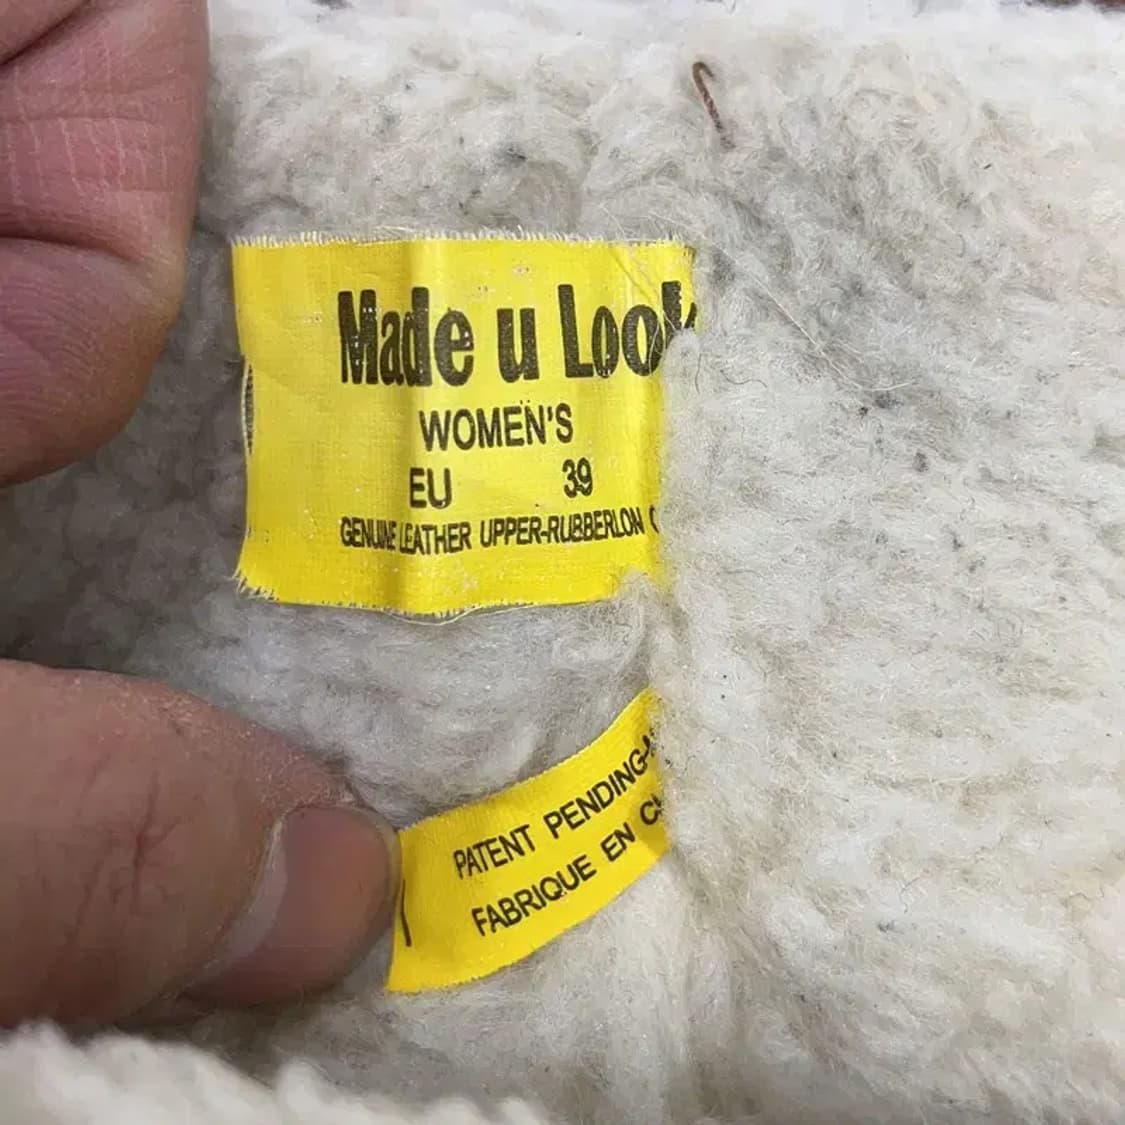 Made u Look
WOMEN'S
EU 39
GENUINE LEATHER UPPER-RUBBERLON
PATENT PENDING-
FABRIQUE EN